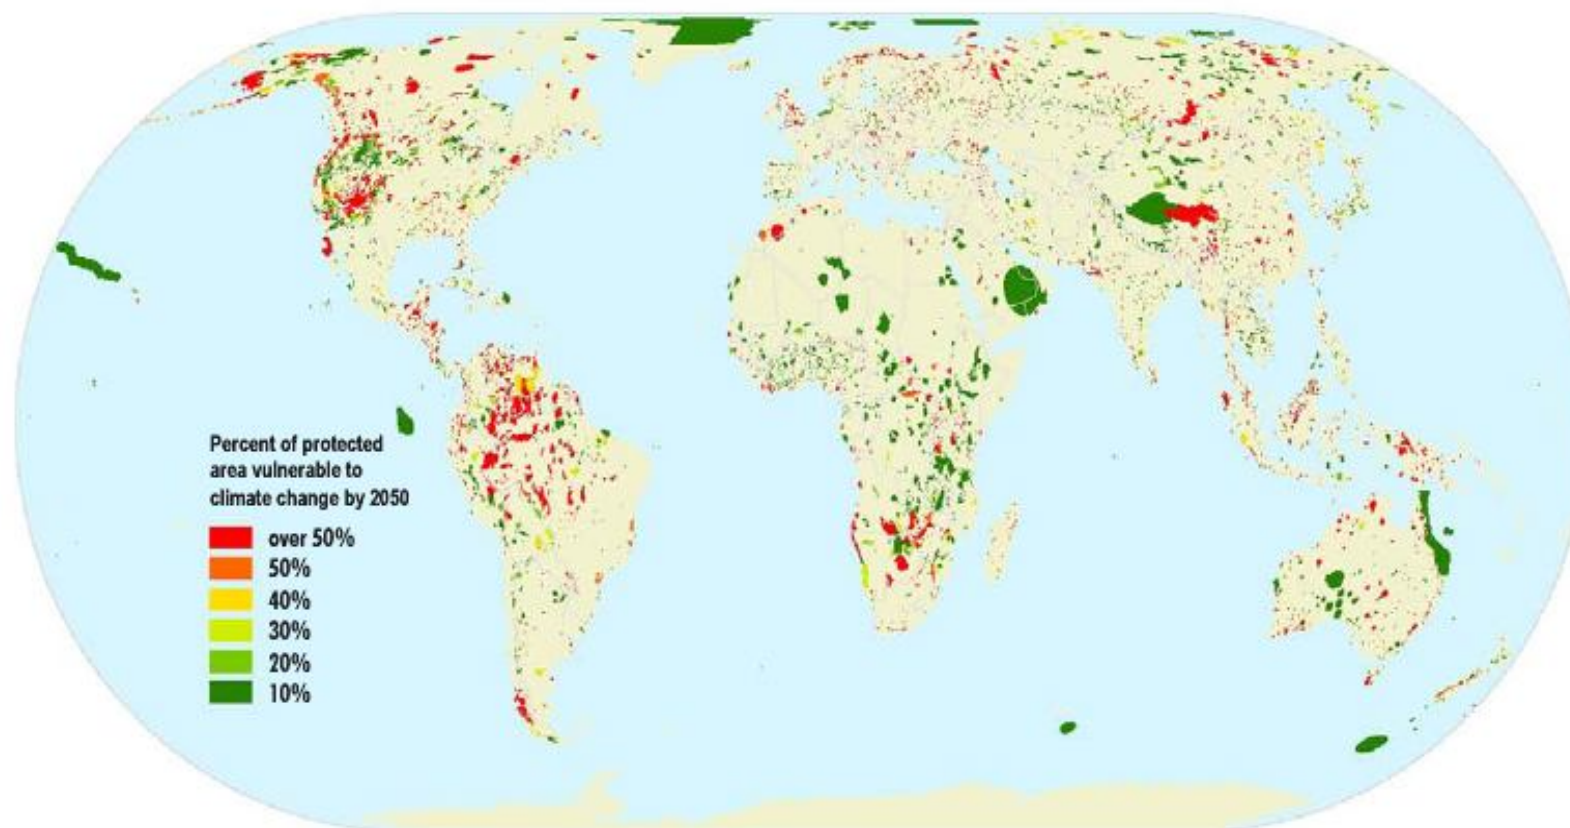 Percent of protected
area vulnerable to
climate change by 2050
over 50%
50%
40%
30%
20%
10%